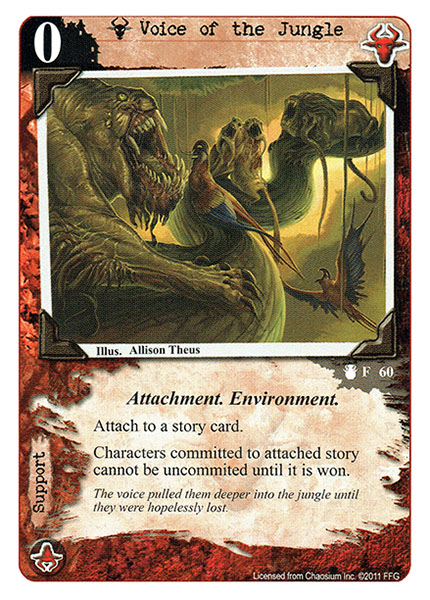 0
Voice of the Jungle
Illus. Allison Theus
F 60
Attachment. Environment.
Attach to a story card.
Characters committed to attached story
cannot be uncommitted until it is won.
The voice pulled them deeper into the jungle until
they were hopelessly lost.
Support
Licensed from Chaosium Inc. ©2011 FFG